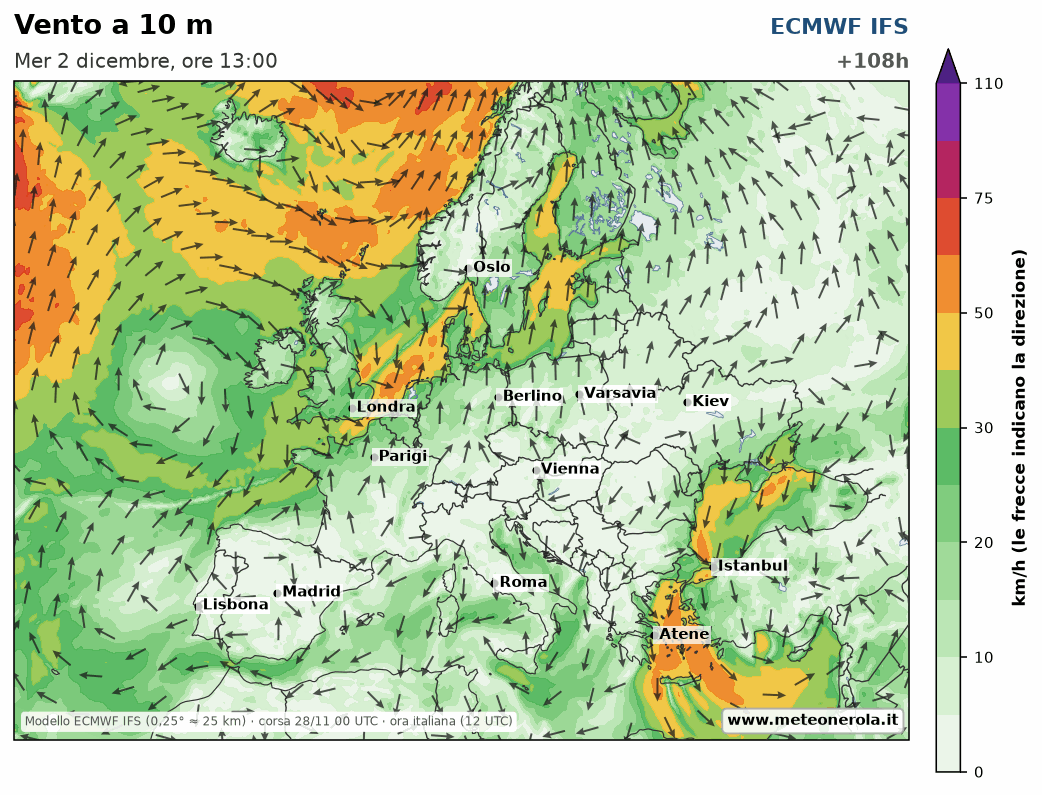 Vento a 10 m
ECMWF IFS
Mer 2 dicembre, ore 13:00
+108h
110
75
50
30
20
10
0
km/h (le frecce indicano la direzione)
Oslo
Londra
Berlino
Varsavia
Kiev
Parigi
Vienna
Istanbul
Roma
Madrid
Lisbona
Atene
Modello ECMWF IFS (0,25° ≈ 25 km) · corsa 28/11 00 UTC · ora italiana (12 UTC)
www.meteonerola.it